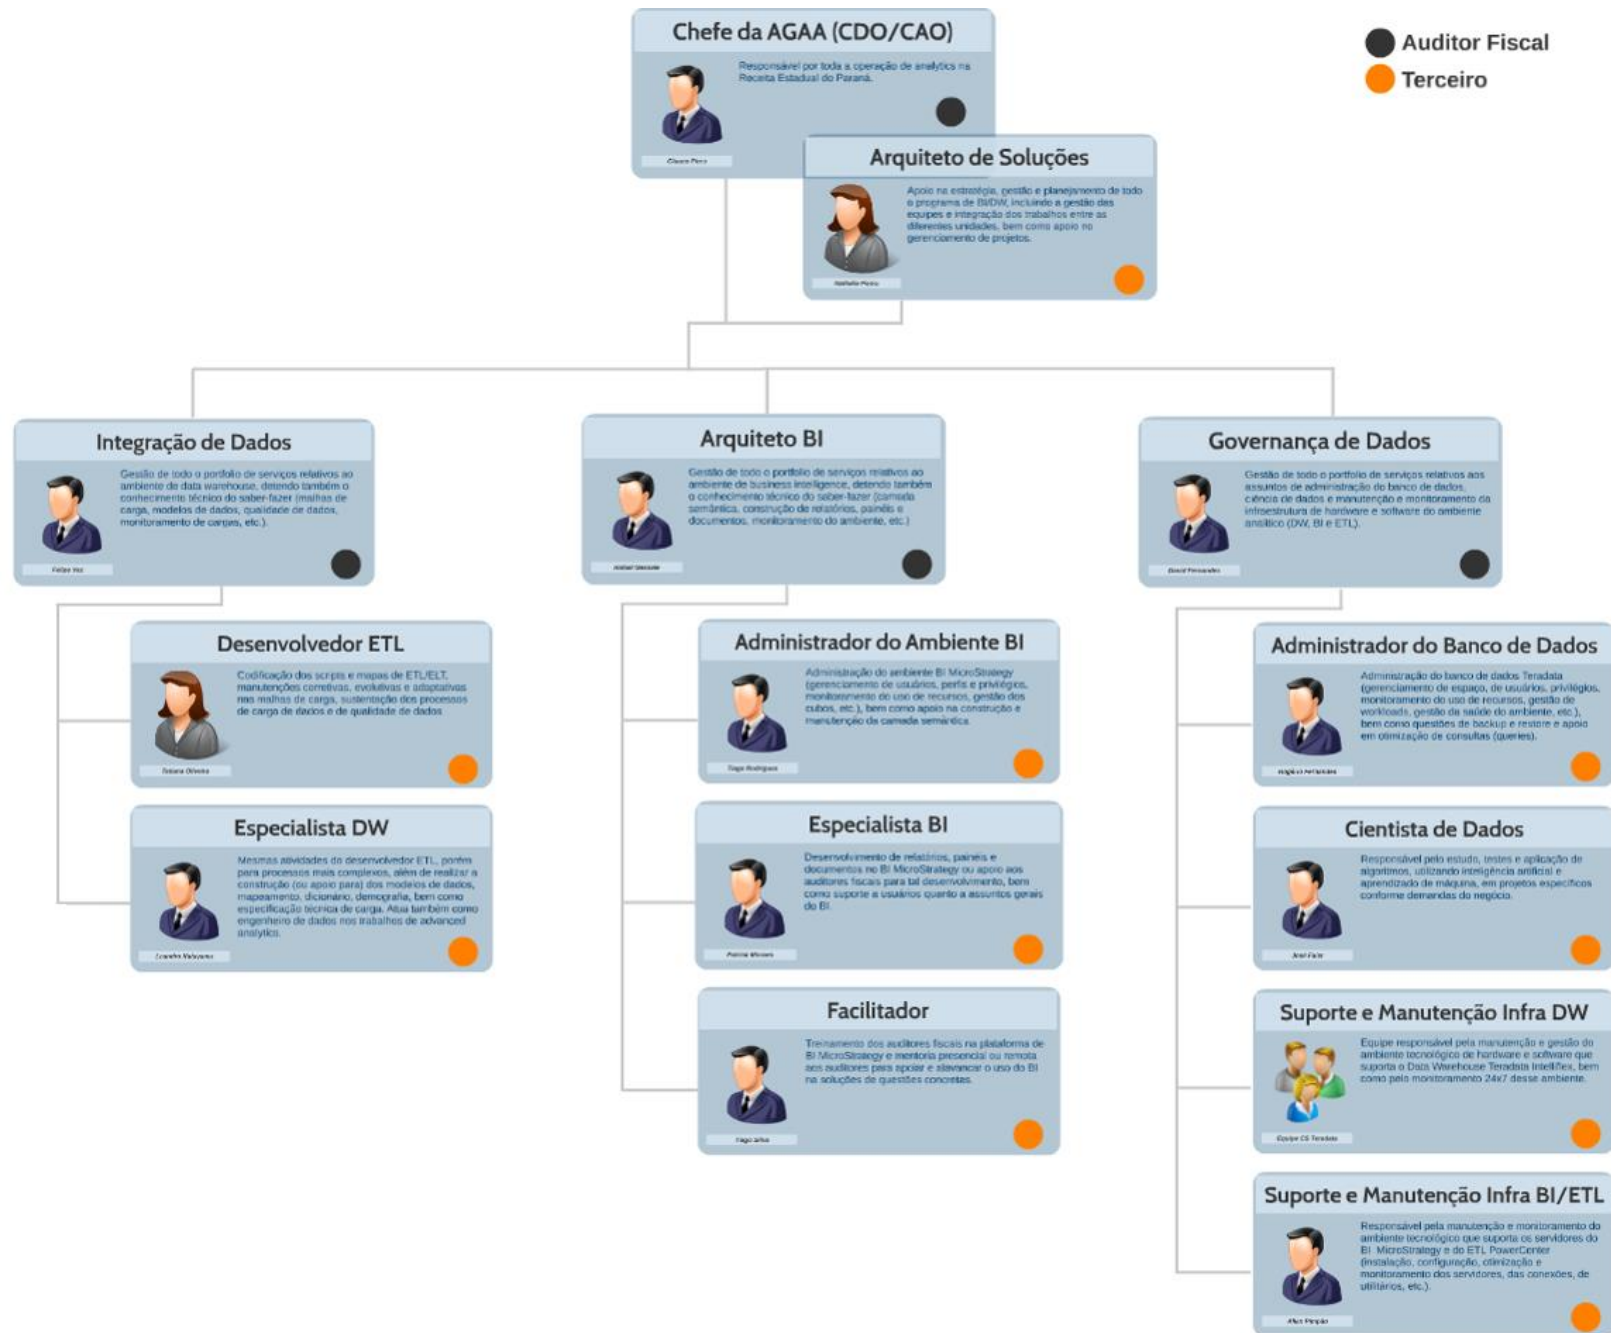 Chefe da AGAA (CDO/CAO)
Responsável por toda a operação de analytics na
Receita Estadual do Paraná.
Auditor Fiscal
Terceiro
Arquiteto de Soluções
Apoio na estratégia, gestão e planejamento de todo
o programa de BI/DW, incluindo a gestão das
equipes e integração dos trabalhos entre as
diferentes unidades, bem como apoio no
gerenciamento de projetos.
Integração de Dados
Gestão de todo o portfolio de serviços relativos ao
ambiente de data warehouse, detendo também o
conhecimento técnico do saber-fazer (malhas de
carga, modelos de dados, qualidade de dados,
monitoramento de cargas, etc.).
Felipe Vaz
Desenvolvedor ETL
Codificação dos scripts e mapas de ETL/ELT,
manutenções corretivas, evolutivas e adaptativas
nas malhas de carga, sustentação dos processos
de carga de dados e de qualidade de dados
Tatiana Oliveira
Especialista DW
Mesmas atividades do desenvolvedor ETL, porém
para processos mais complexos, além de realizar a
construção (ou apoio para) dos modelos de dados,
mapeamento, dicionário, demografia, bem como
especificação técnica de carga. Atua também como
engenheiro de dados nos trabalhos de advanced
analytics.
Leandro
Arquiteto BI
Gestão de todo o portfolio de serviços relativos ao
ambiente de business intelligence, detendo também
o conhecimento técnico do saber-fazer (camada
semântica, construção de relatórios, painéis e
documentos, monitoramento do ambiente, etc.)
Administrador do Ambiente BI
Administração do ambiente BI MicroStrategy
(gerenciamento de usuários, perfis e privilégios,
monitoramento do uso de recursos, gestão dos
cubos, etc.), bem como apoio na construção e
manutenção da camada semântica.
Tiago Rodrigues
Especialista BI
Desenvolvimento de relatórios, painéis e
documentos no BI MicroStrategy ou apoio aos
auditores fiscais para tal desenvolvimento, bem
como suporte a usuários quanto a assuntos gerais
do BI.
Facilitador
Treinamento dos auditores fiscais na plataforma de
BI MicroStrategy e mentoria presencial ou remota
aos auditores para apoiar e alavancar o uso do BI
na soluções de questões concretas.
Tiago Silva
Governança de Dados
Gestão de todo o portfolio de serviços relativos aos
assuntos de administração do banco de dados,
ciência de dados e manutenção e monitoramento da
infraestrutura de hardware e software do ambiente
analítico (DW, BI e ETL).
David Fernandes
Administrador do Banco de Dados
Administração do banco de dados Teradata
(gerenciamento de espaço, de usuários, privilégios,
monitoramento do uso de recursos, gestão de
workloads, gestão da saúde do ambiente, etc.),
bem como questões de backup e restore e apoio
em otimização de consultas (queries).
Fernandes
Cientista de Dados
Responsável pelo estudo, testes e aplicação de
algoritmos, utilizando inteligência artificial e
aprendizado de máquina, em projetos específicos
conforme demandas do negócio.
José
Suporte e Manutenção Infra DW
Equipe responsável pela manutenção e gestão do
ambiente tecnológico de hardware e software que
suporta o Data Warehouse Teradata Intelliflex, bem
como pelo monitoramento 24x7 desse ambiente.
Equipe CS Teradata
Suporte e Manutenção Infra BI/ETL
Responsável pela manutenção e monitoramento do
ambiente tecnológico que suporta os servidores do
BI MicroStrategy e do ETL PowerCenter
(instalação, configuração, otimização e
monitoramento dos servidores, das conexões, de
utilitários, etc.).